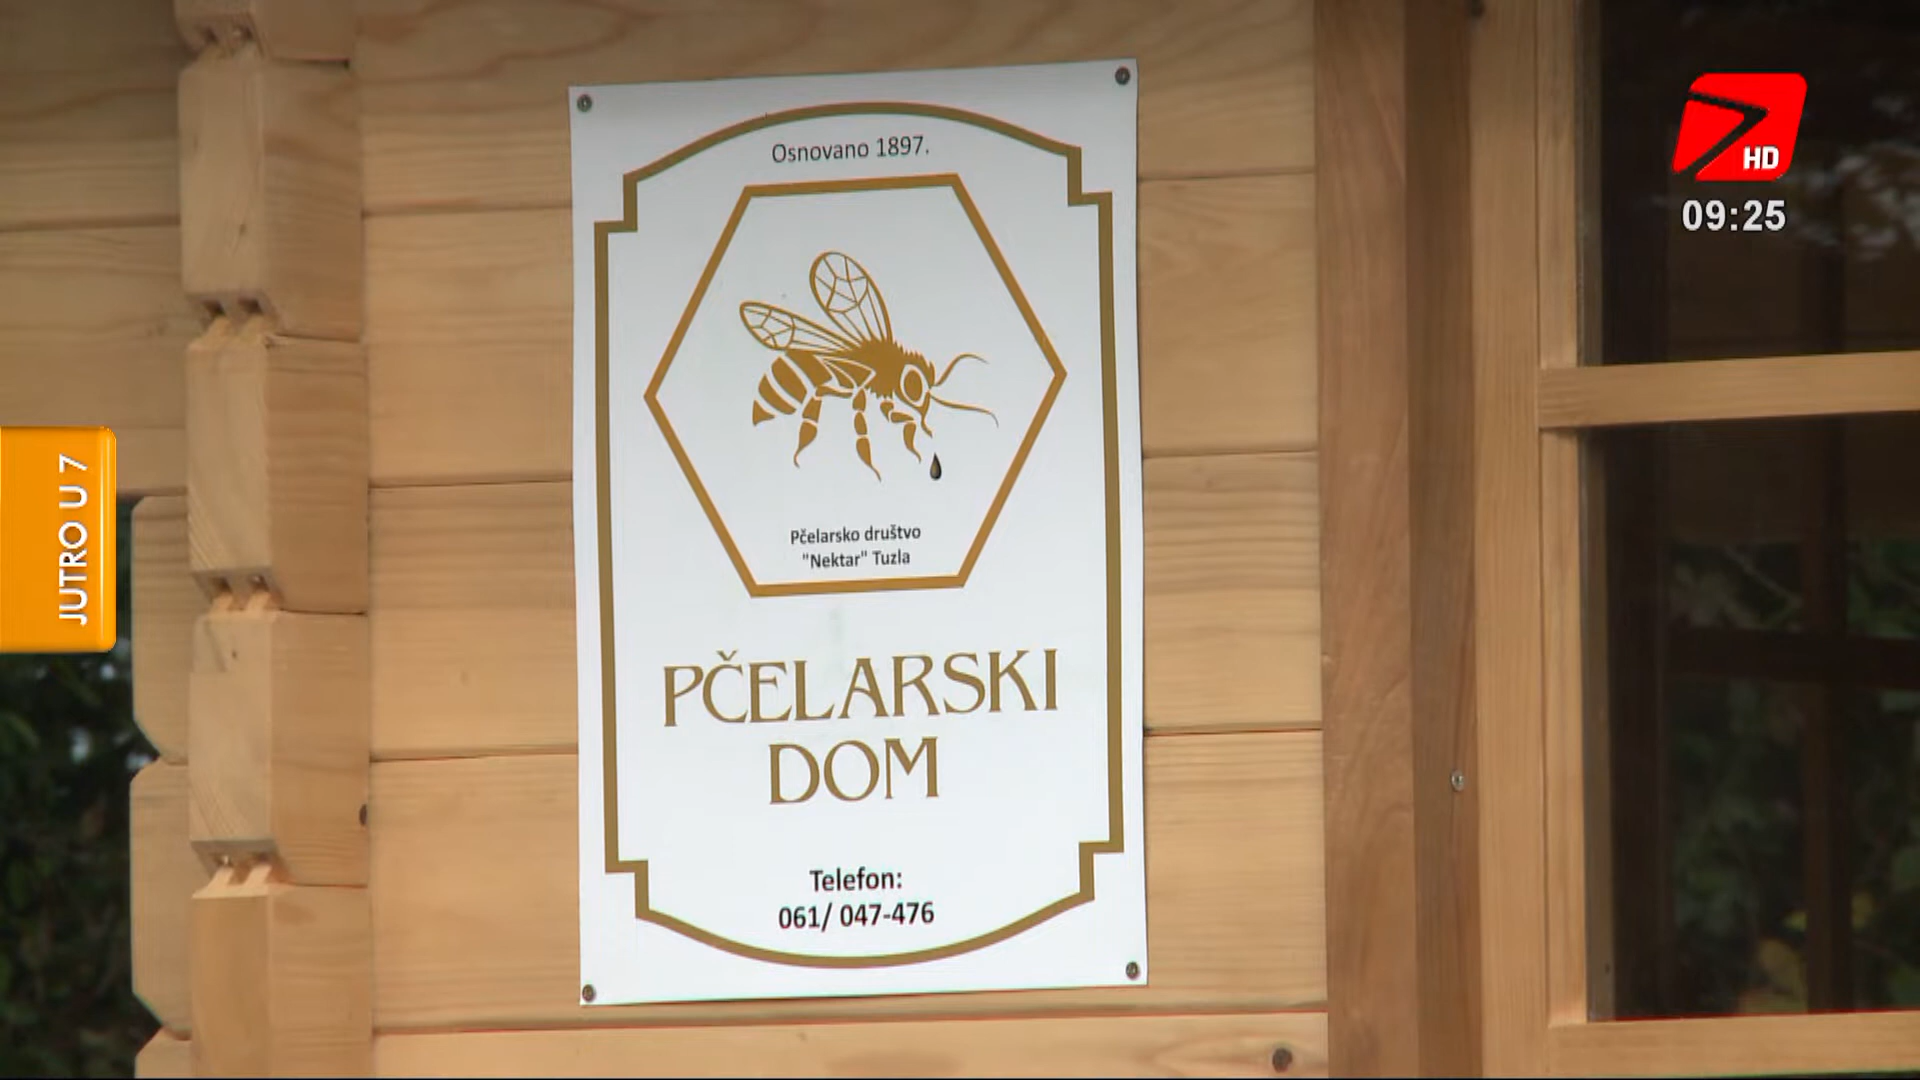 Osnovano 1897.
Pčelarsko društvo
"Nektar" Tuzla
PČELARSKI
DOM
Telefon:
061/ 047-476
HD
09:25
JUTRO U 7